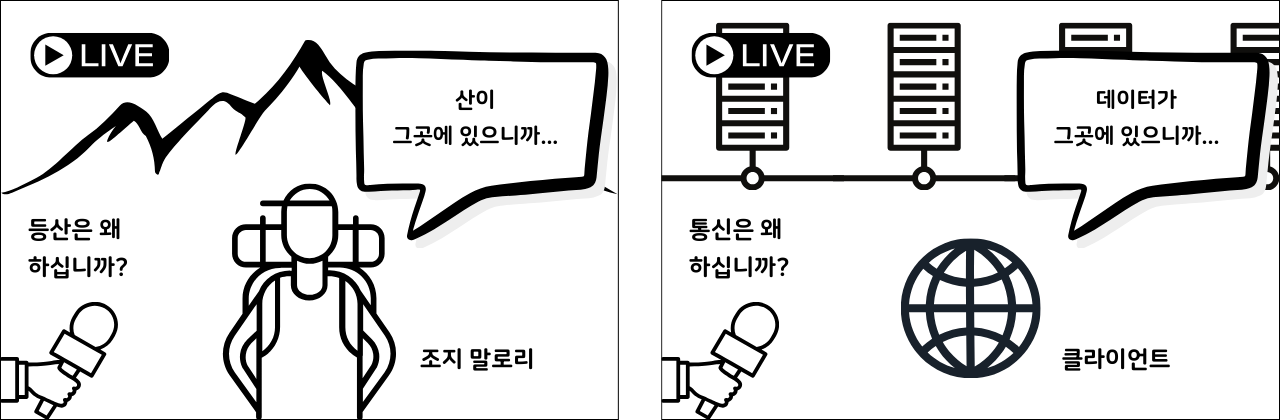 LIVE
산이
그곳에 있으니까...
등산은 왜
하십니까?
조지 말로리
LIVE
데이터가
그곳에 있으니까...
통신은 왜
하십니까?
클라이언트